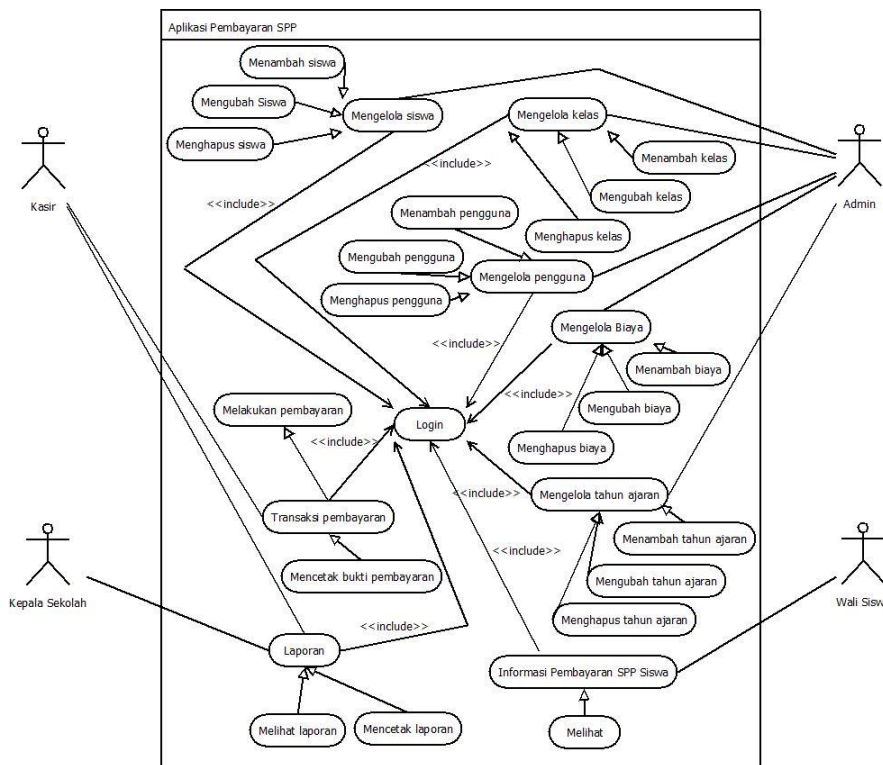 Aplikasi Pembayaran SPP
Menambah siswa
Mengubah Siswa
Menghapus siswa
Mengelola siswa
Mengelola kelas
Menambah kelas
Mengubah kelas
Menghapus kelas
<<include>>
<<include>>
Kasir
Admin
Menambah pengguna
Mengubah pengguna
Menghapus pengguna
Mengelola pengguna
<<include>>
Mengelola Biaya
Menambah biaya
Mengubah biaya
Menghapus biaya
<<include>>
Melakukan pembayaran
Login
<<include>>
<<include>>
Mengelola tahun ajaran
Transaksi pembayaran
Menambah tahun ajaran
<<include>>
Mencetak bukti pembayaran
Mengubah tahun ajaran
Menghapus tahun ajaran
Kepala Sekolah
Wali Sisw
<<include>>
Laporan
Informasi Pembayaran SPP Siswa
Melihat laporan
Mencetak laporan
Melihat